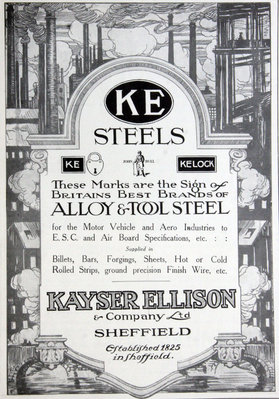 KE
STEELS
KE
JOHN BULL
KELOCK
These Marks are the Sign of
BRITAINS BEST BRANDS OF
ALLOY & TOOL STEEL
for the Motor Vehicle and Aero Industries to
E.S.C. and Air Board Specifications, etc. : :
Supplied in
Billets, Bars, Forgings, Sheets, Hot or Cold
Rolled Strips, ground precision Finish Wire, etc.
KAYSER ELLISON
& Company Ltd
SHEFFIELD
Established 1825
in Sheffield.